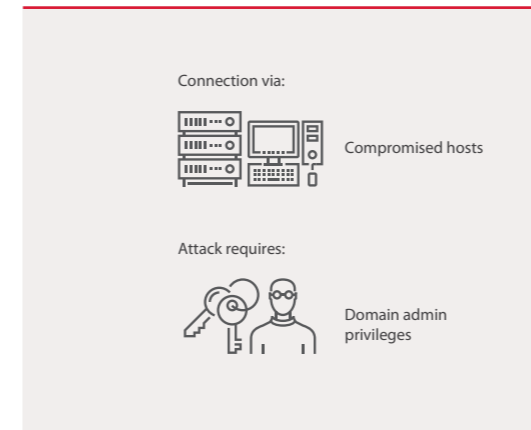 Connection via:
Compromised hosts
Attack requires:
Domain admin
privileges